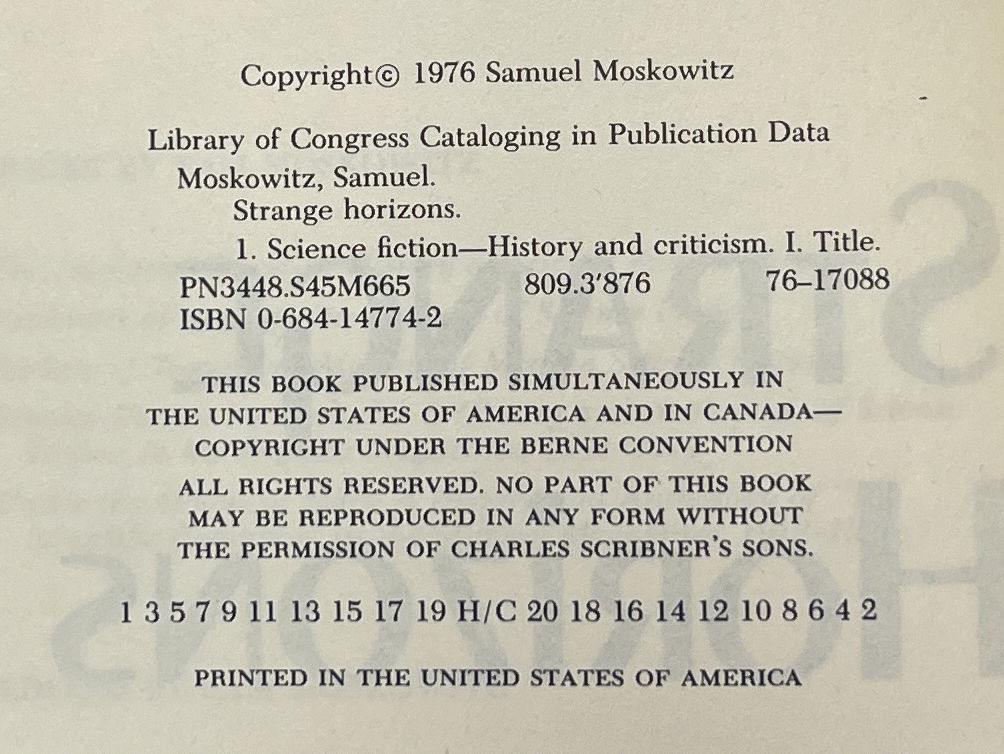 Copyright© 1976 Samuel Moskowitz
Library of Congress Cataloging in Publication Data
Moskowitz, Samuel.
Strange horizons.
1. Science fiction—History and criticism. I. Title.
PN3448.S45M665 809.3′876 76–17088
ISBN 0-684-14774-2
THIS BOOK PUBLISHED SIMULTANEOUSLY IN
THE UNITED STATES OF AMERICA AND IN CANADA—
COPYRIGHT UNDER THE BERNE CONVENTION
ALL RIGHTS RESERVED. NO PART OF THIS BOOK
MAY BE REPRODUCED IN ANY FORM WITHOUT
THE PERMISSION OF CHARLES SCRIBNER'S SONS.
1 3 5 7 9 11 13 15 17 19 H/C 20 18 16 14 12 10 8 6 4 2
PRINTED IN THE UNITED STATES OF AMERICA